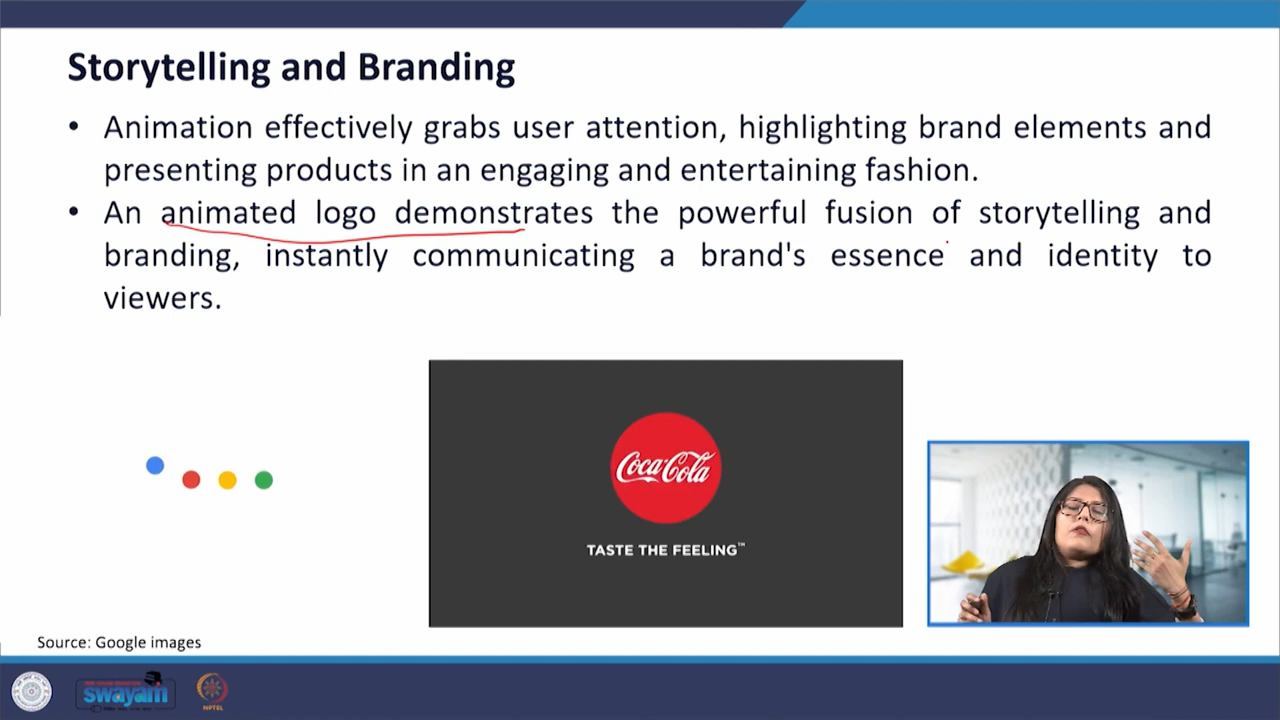 Storytelling and Branding
• Animation effectively grabs user attention, highlighting brand elements and
presenting products in an engaging and entertaining fashion.
• An animated logo demonstrates the powerful fusion of storytelling and
branding, instantly communicating a brand's essence and identity to
viewers.
Coca-Cola
TASTE THE FEELING™
Source: Google images
swayam
NPTEL